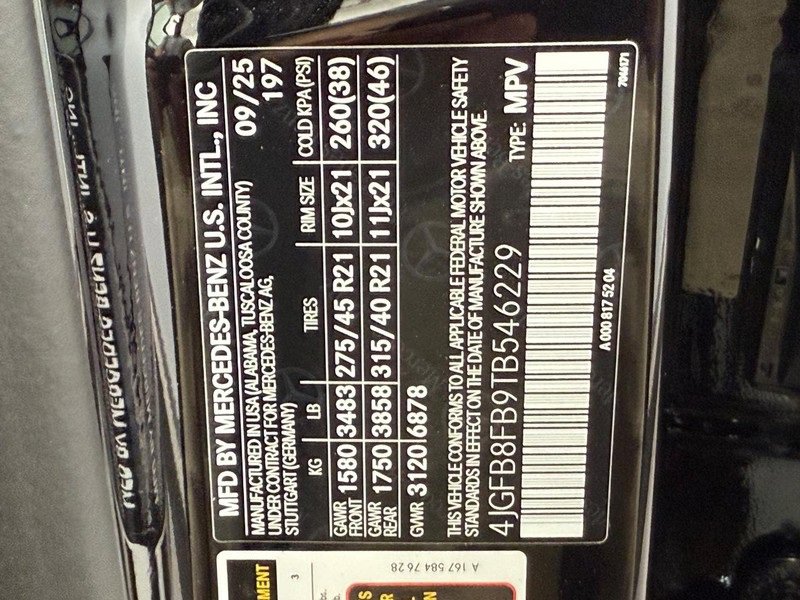 MFD BY MERCEDES-BENZ U.S. INTL., INC
MANUFACTURED IN USA (ALABAMA, TUSCALOOSA COUNTY) 09/25
UNDER CONTRACT FOR MERCEDES-BENZ AG, 197
STUTTGART (GERMANY)
KG LB TIRES RIM SIZE COLD KPA (PSI)
GAWR FRONT 1580 3483 275/45 R21 10Jx21 260(38)
GAWR REAR 1750 3858 315/40 R21 11Jx21 320(46)
GVWR 3120 6878
THIS VEHICLE CONFORMS TO ALL APPLICABLE FEDERAL MOTOR VEHICLE SAFETY
STANDARDS IN EFFECT ON THE DATE OF MANUFACTURE SHOWN ABOVE.
4JGFB8FB9TB546229 TYPE: MPV
A 000 817 52 04
A 167 584 76 28
3